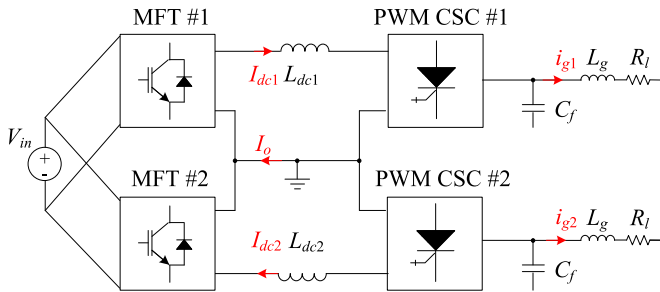 MFT #1
PWM CSC #1
I_dc1 L_dc1
i_g1 L_g R_l
C_f
V_in
+
-
I_o
MFT #2
PWM CSC #2
I_dc2 L_dc2
i_g2 L_g R_l
C_f